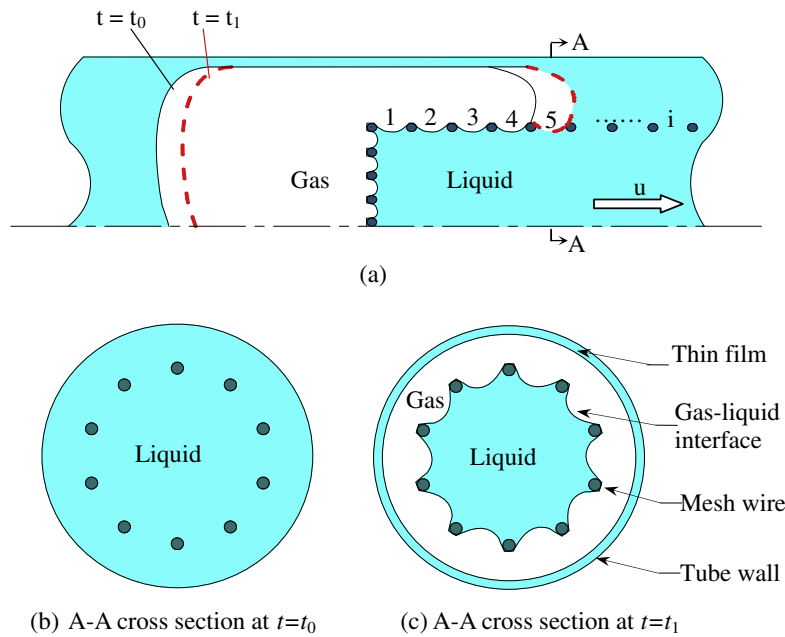 t = t0 t = t1
A
1 2 3 4 5 ...... i
Gas Liquid u
A
(a)
Thin film
Gas
Gas-liquid
interface
Liquid Liquid
Mesh wire
Tube wall
(b) A-A cross section at t=t0 (c) A-A cross section at t=t1